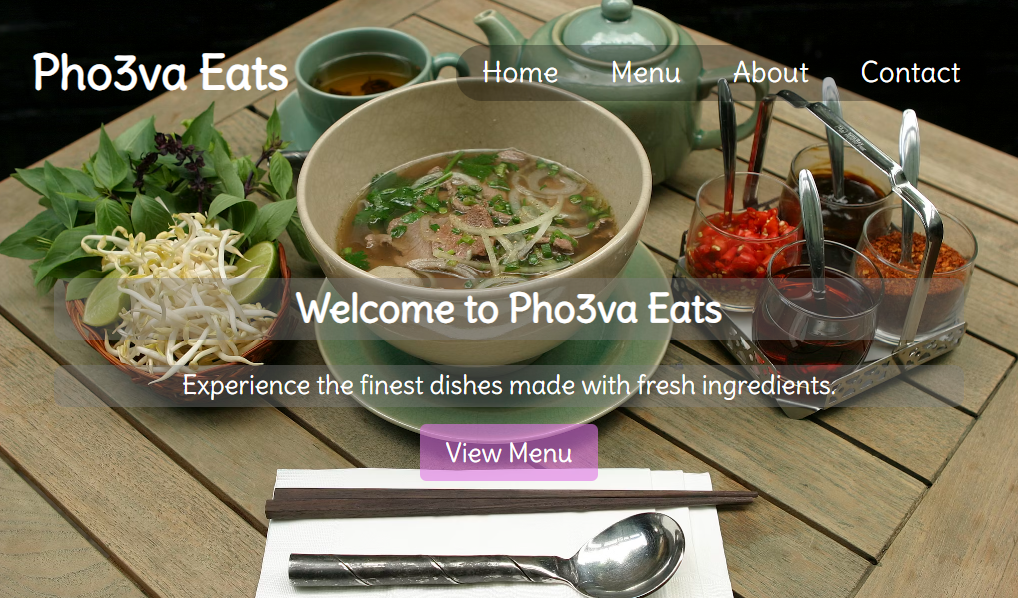 Pho3va Eats
Home Menu About Contact
Welcome to Pho3va Eats
Experience the finest dishes made with fresh ingredients.
View Menu